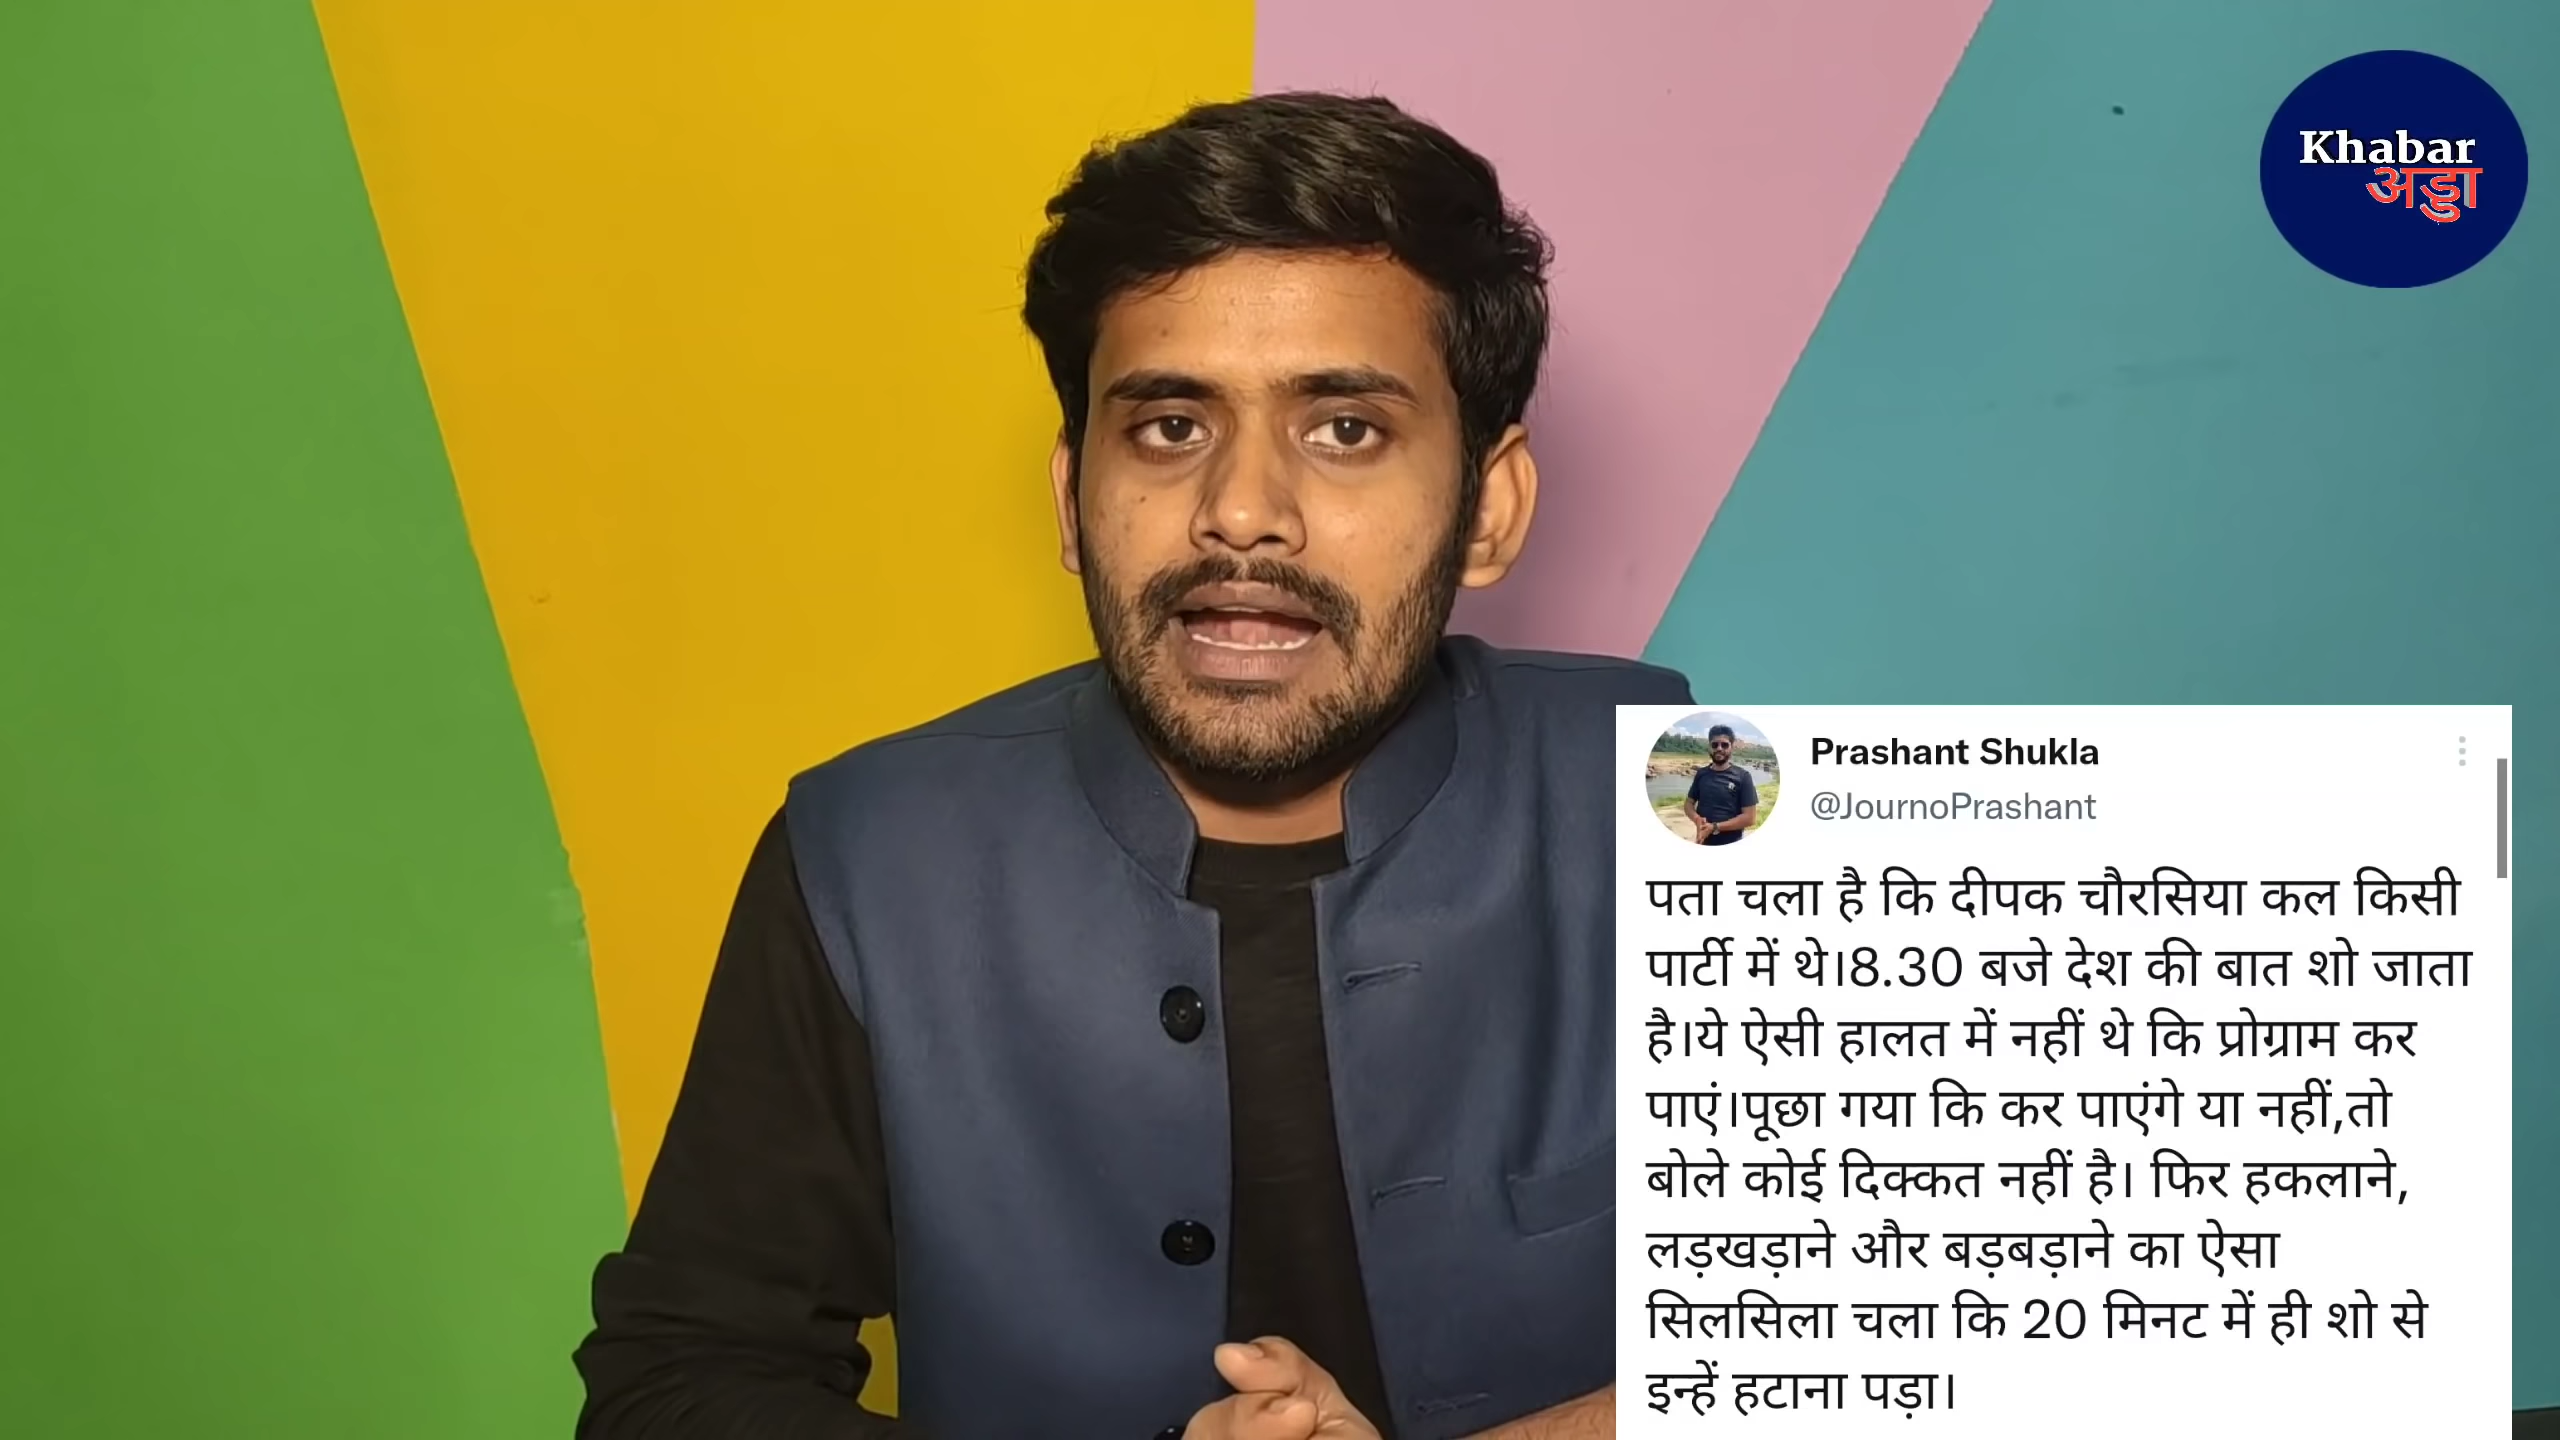 Khabar
अड्डा
Prashant Shukla
@JournoPrashant
पता चला है कि दीपक चौरसिया कल किसी
पार्टी में थे।8.30 बजे देश की बात शो जाता
है।ये ऐसी हालत में नहीं थे कि प्रोग्राम कर
पाएं।पूछा गया कि कर पाएंगे या नहीं,तो
बोले कोई दिक्कत नहीं है। फिर हकलाने,
लड़खड़ाने और बड़बड़ाने का ऐसा
सिलसिला चला कि 20 मिनट में ही शो से
इन्हें हटाना पड़ा।